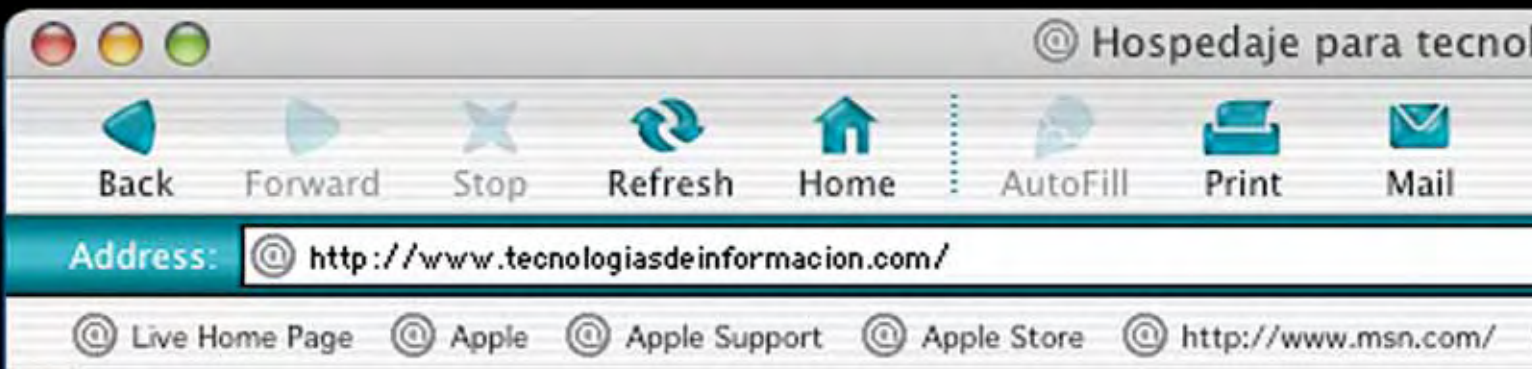 Hospedaje para tecnol
Back Forward Stop Refresh Home AutoFill Print Mail
Address: http://www.tecnologiasdeinformacion.com/
Live Home Page Apple Apple Support Apple Store http://www.msn.com/